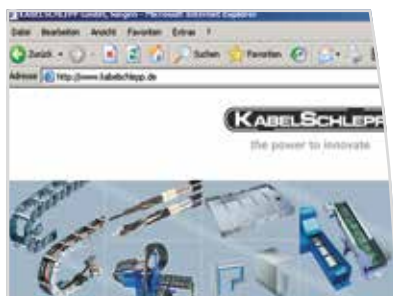 KABELSCHLEPP GmbH, Siegen - Microsoft Internet Explorer
Datei Bearbeiten Ansicht Favoriten Extras ?
Zurück Suchen Favoriten
Adresse http://www.kabelschlepp.de
KABELSCHLEPP
the power to innovate